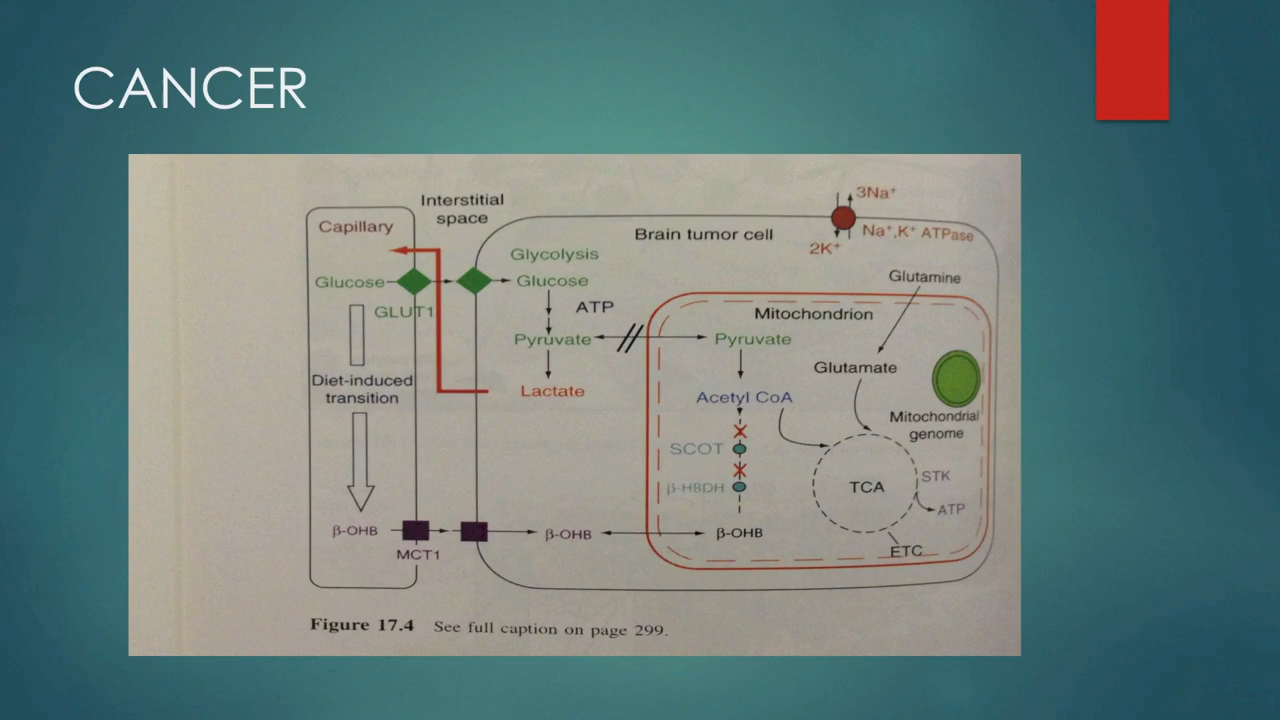 CANCER
Interstitial
space
Capillary
Glucose
GLUT1
Diet-induced
transition
β-OHB
MCT1
Brain tumor cell
3Na⁺
Na⁺,K⁺ ATPase
2K⁺
Glycolysis
Glucose
ATP
Pyruvate
Lactate
β-OHB
Mitochondrion
Pyruvate
Acetyl CoA
SCOT
β-HBDH
β-OHB
Glutamine
Glutamate
Mitochondrial
genome
TCA
STK
ATP
ETC
Figure 17.4 See full caption on page 299.